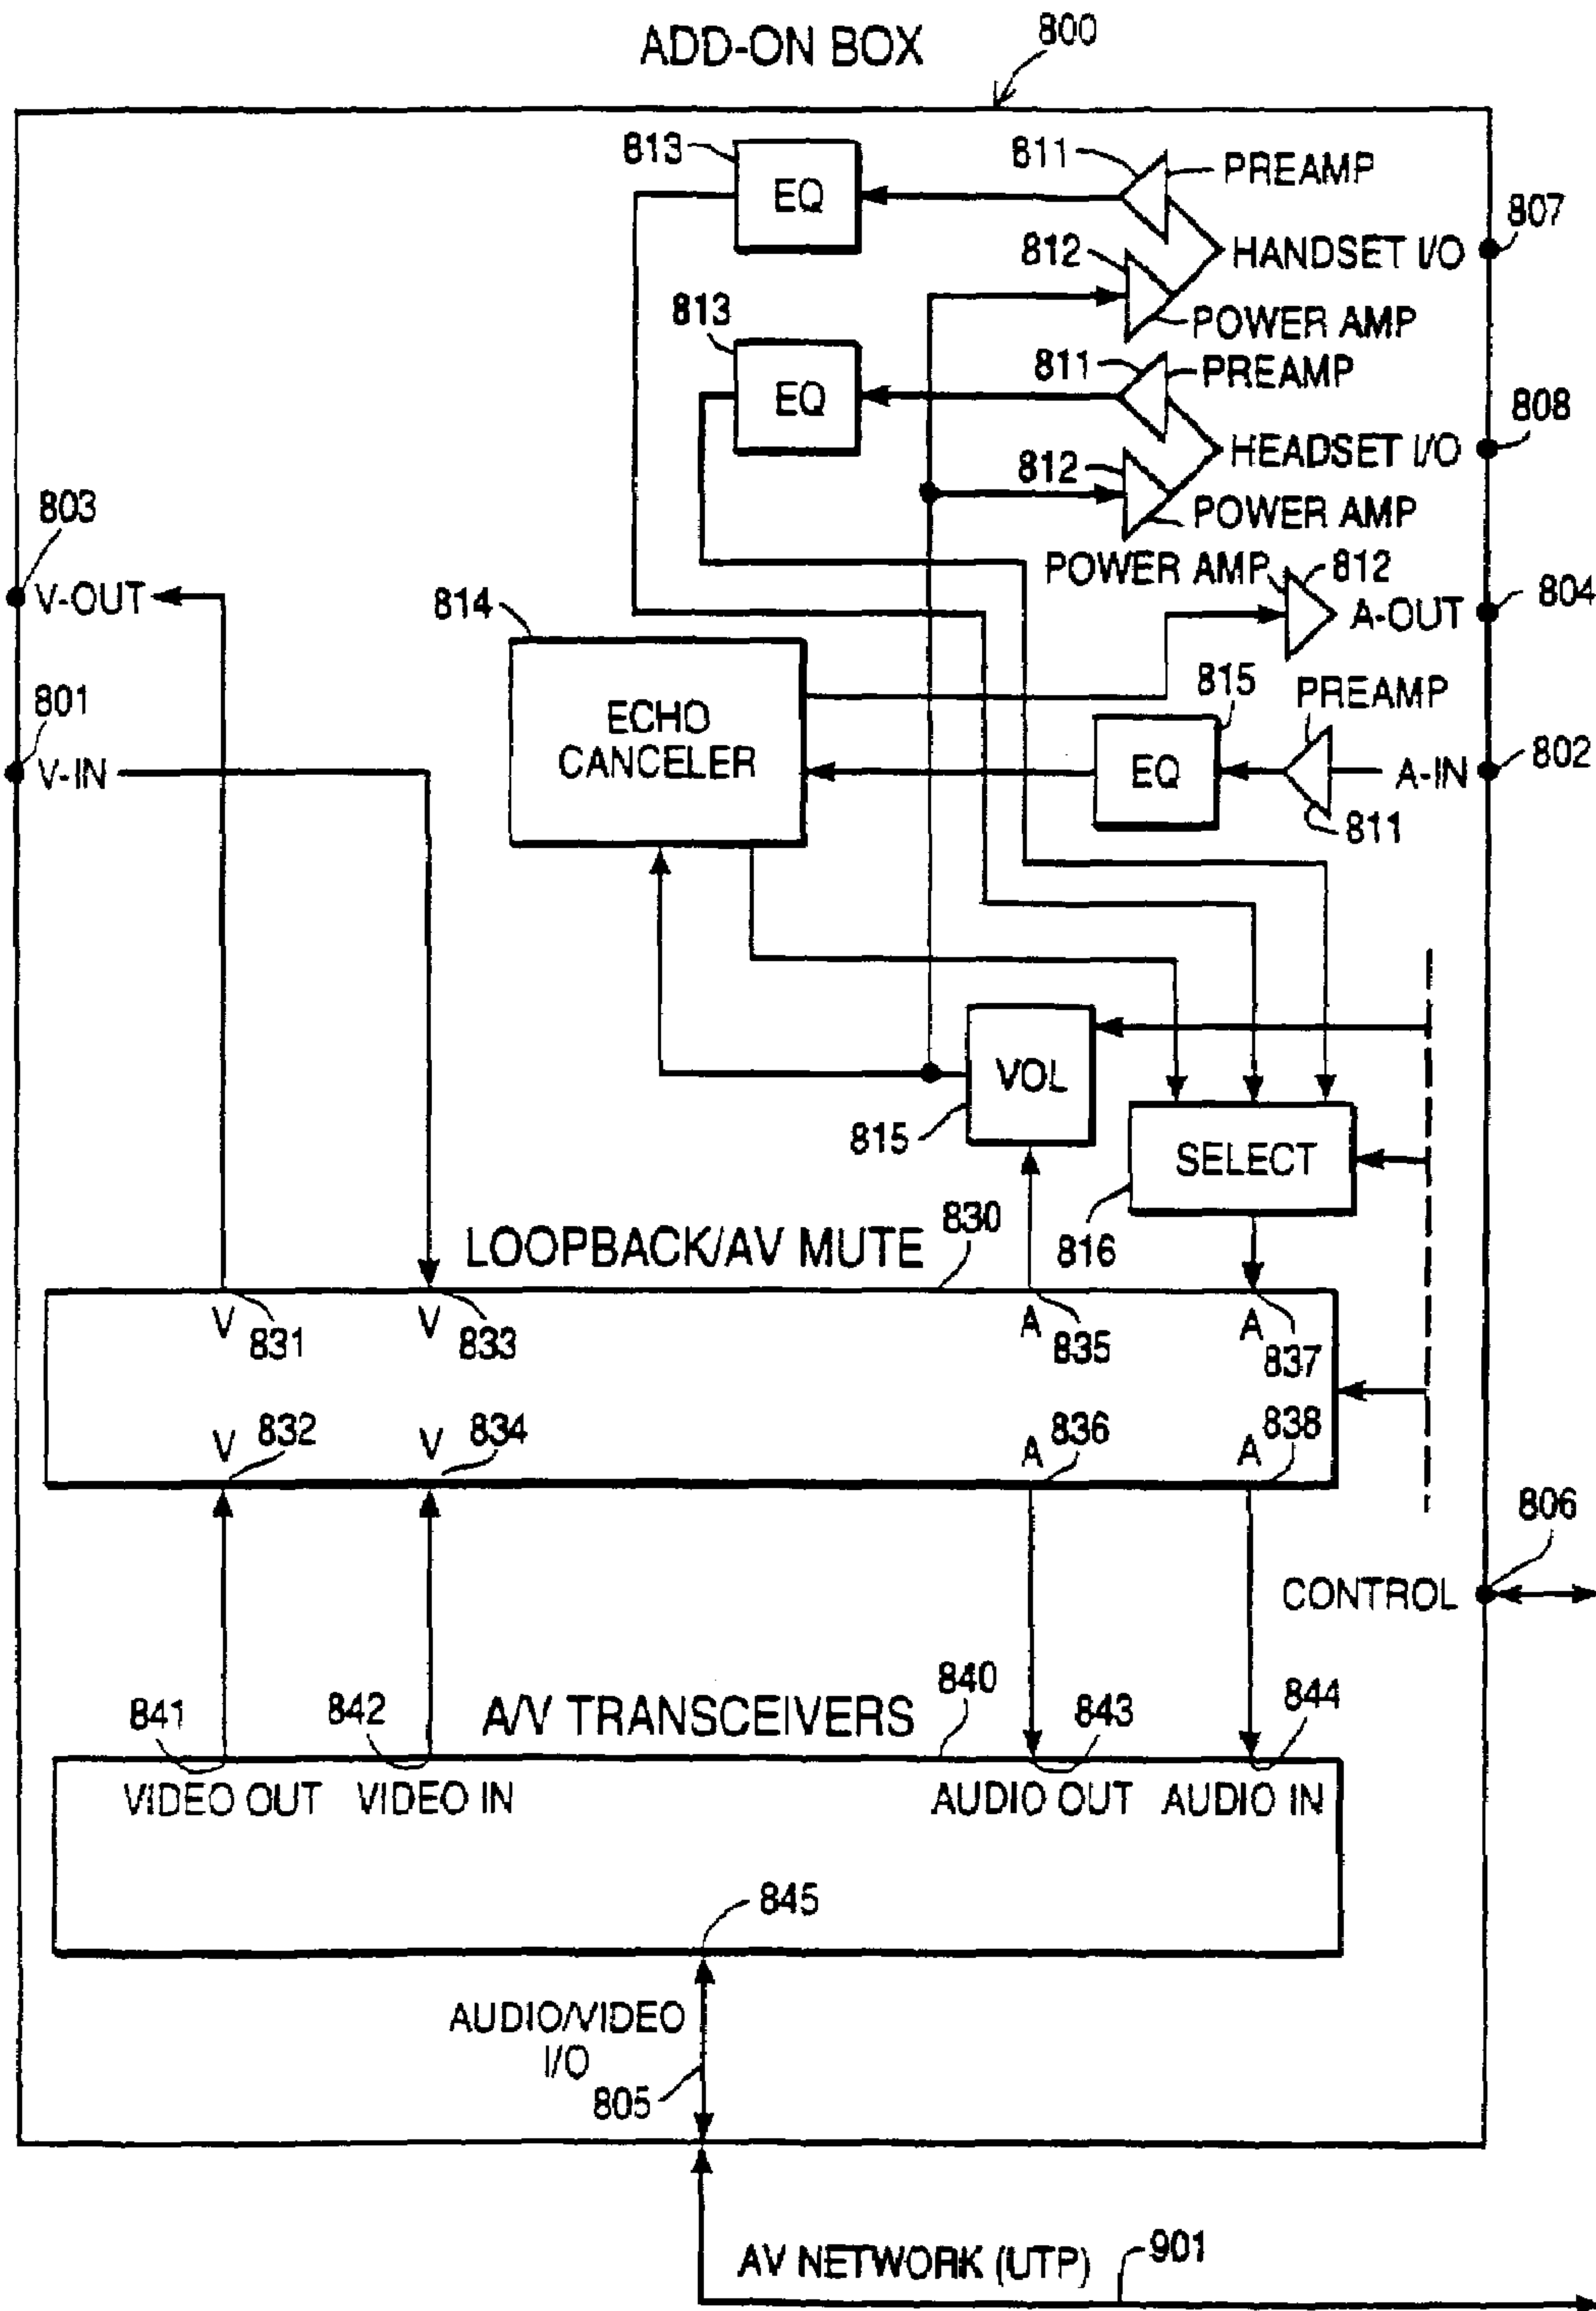 ADD-ON BOX
800
813
EQ
811
PREAMP
807
HANDSET I/O
812
POWER AMP
813
EQ
811
PREAMP
808
HEADSET I/O
812
POWER AMP
803
V-OUT
814
POWER AMP
812
804
A-OUT
801
V-IN
ECHO
CANCELER
815
EQ
PREAMP
802
A-IN
811
VOL
815
SELECT
816
LOOPBACK/AV MUTE
830
V
831
V
833
A
835
A
837
V
832
V
834
A
836
A
838
806
CONTROL
A/V TRANSCEIVERS
840
841
842
843
844
VIDEO OUT
VIDEO IN
AUDIO OUT
AUDIO IN
845
AUDIO/VIDEO
I/O
805
AV NETWORK (UTP)
901